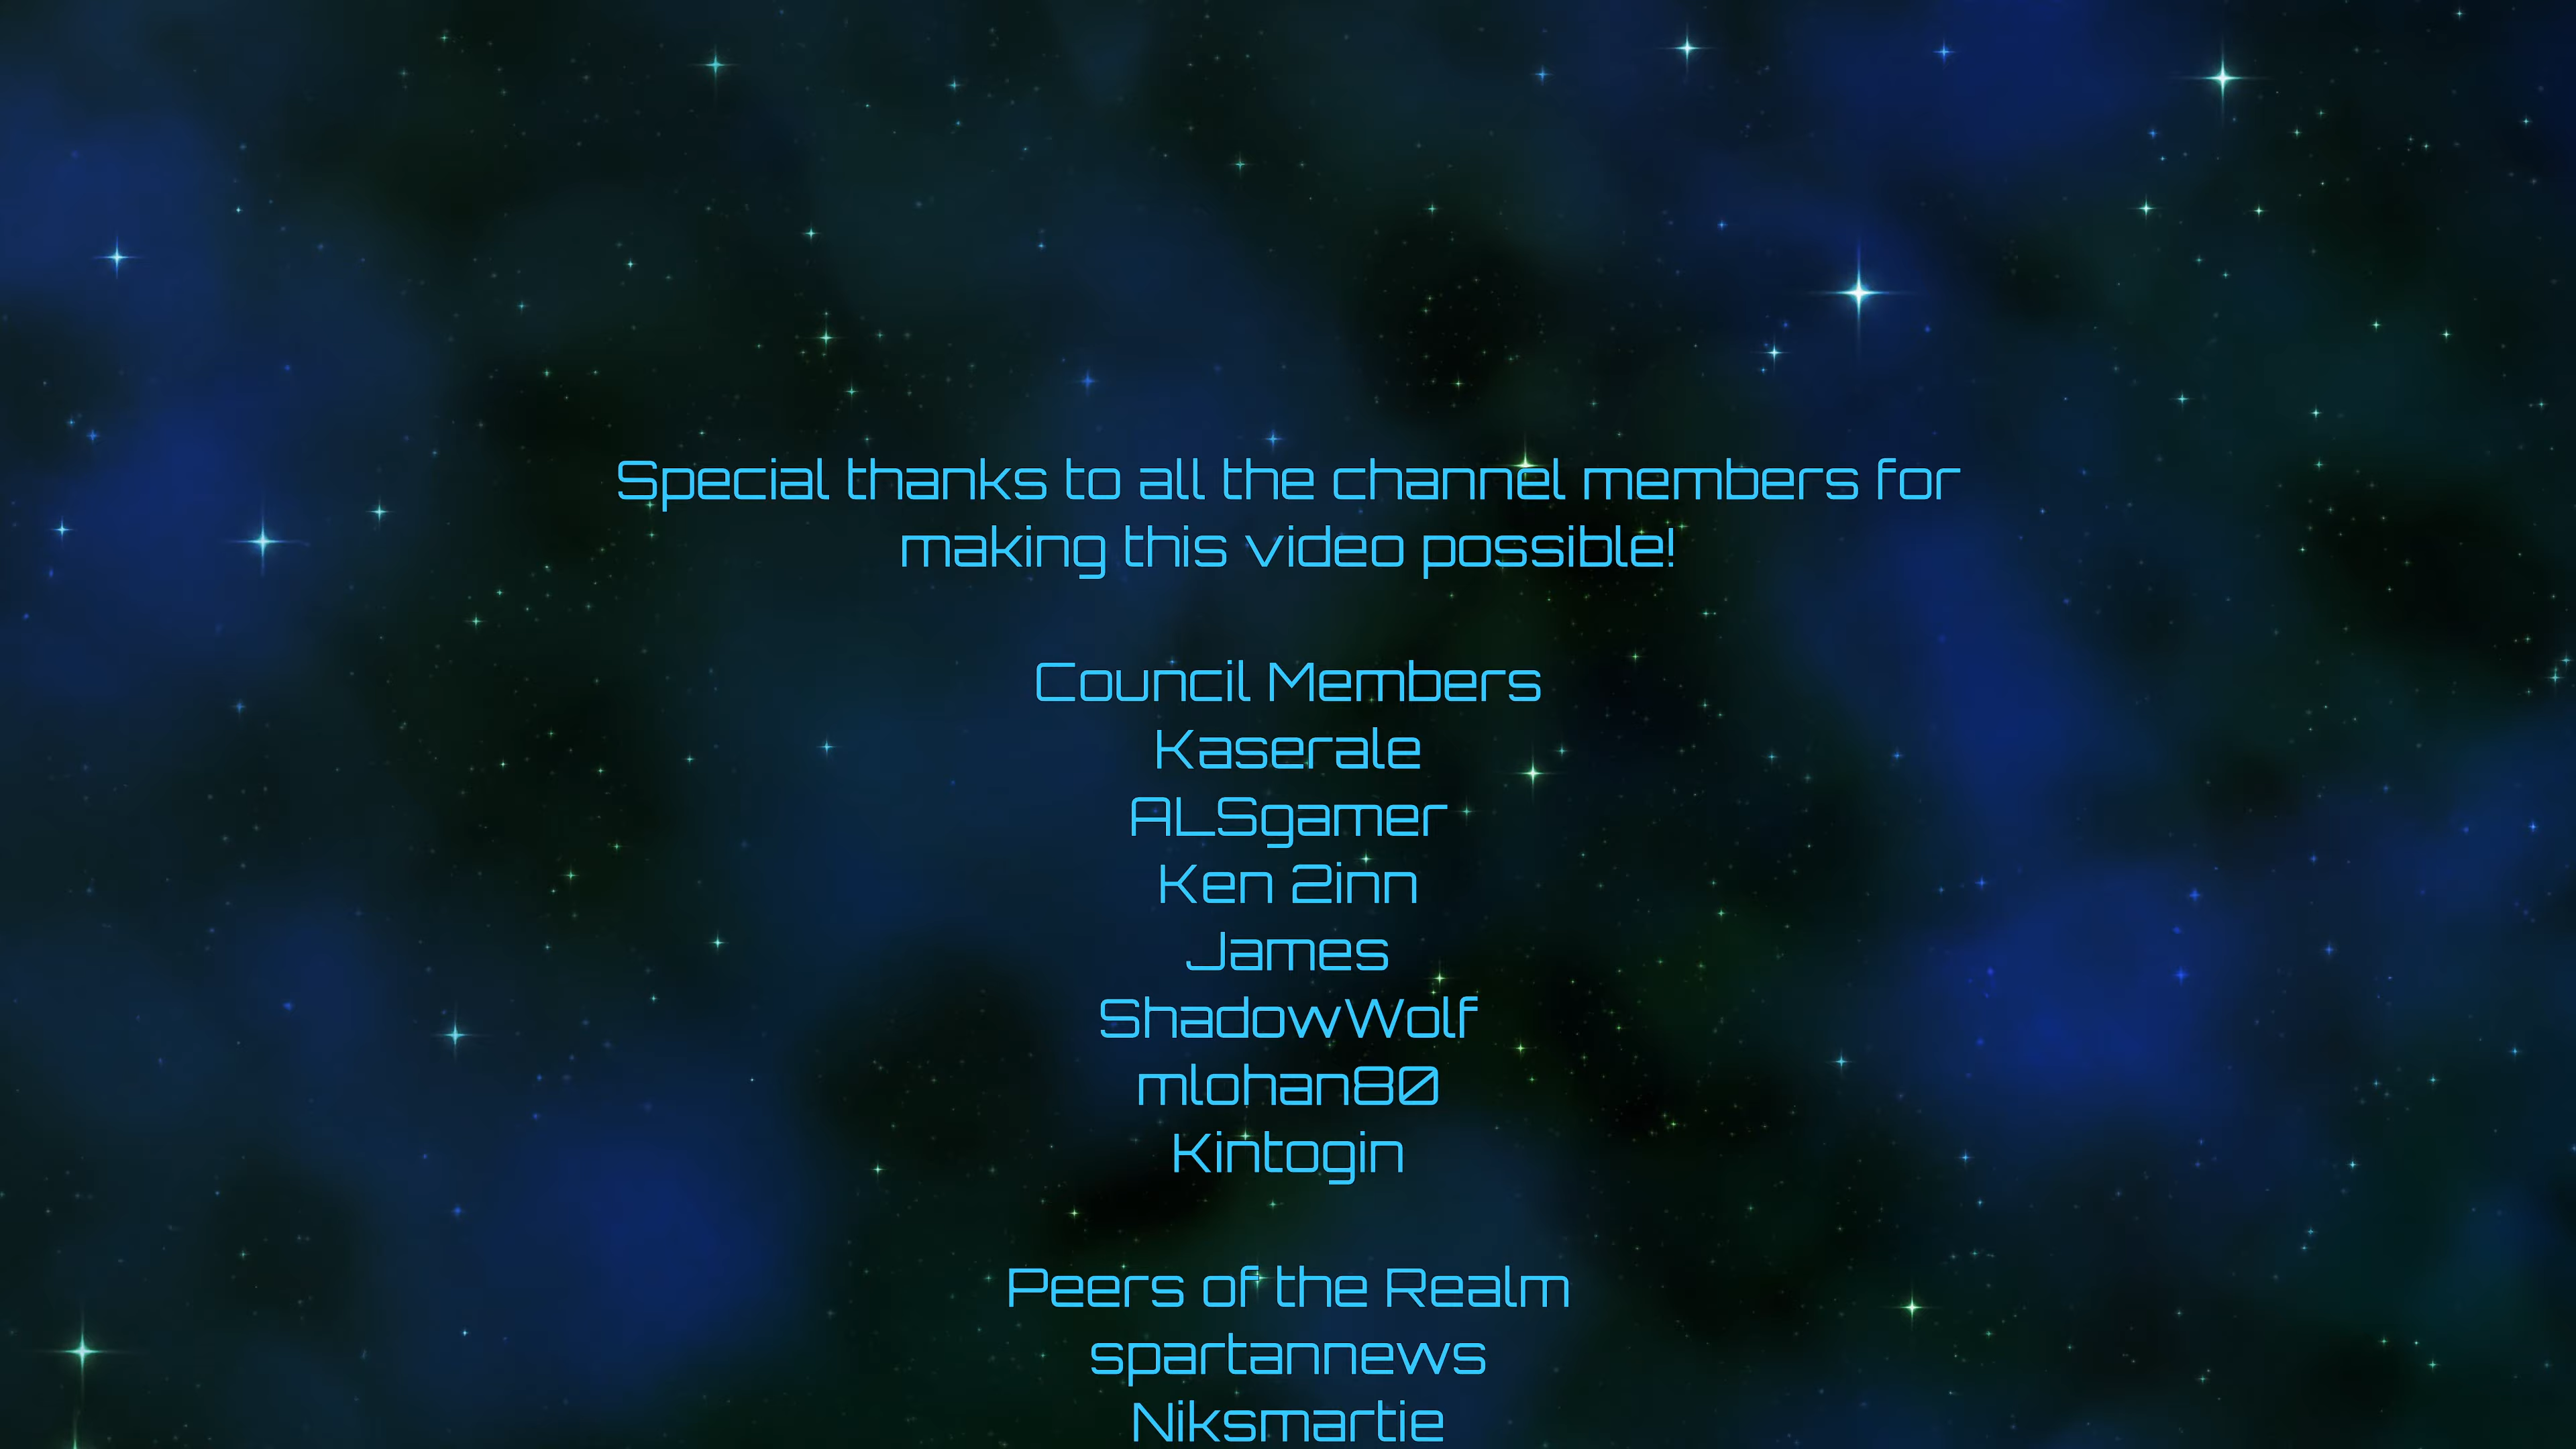 Special thanks to all the channel members for
making this video possible!
Council Members
Kaserale
ALSgamer
Ken 2inn
James
ShadowWolf
mlohan80
Kintogin
Peers of the Realm
spartannews
Niksmartie